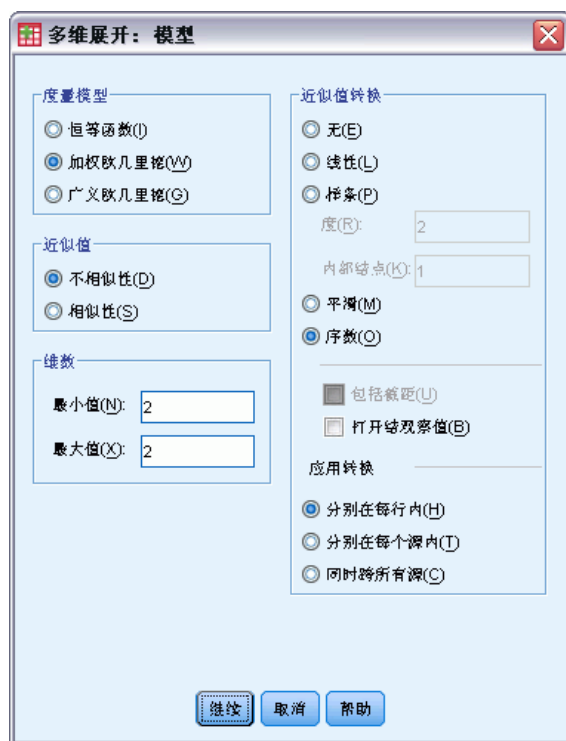 多维展开：模型
度量模型
恒等函数(I)
加权欧几里德(W)
广义欧几里德(G)
近似值
不相似性(D)
相似性(S)
维数
最小值(N): 2
最大值(X): 2
近似值转换
无(E)
线性(L)
样条(P)
度(R): 2
内部结点(K): 1
平滑(M)
序数(O)
包括截距(U)
打开结观察值(B)
应用转换
分别在每行内(H)
分别在每个源内(T)
同时跨所有源(C)
继续 取消 帮助